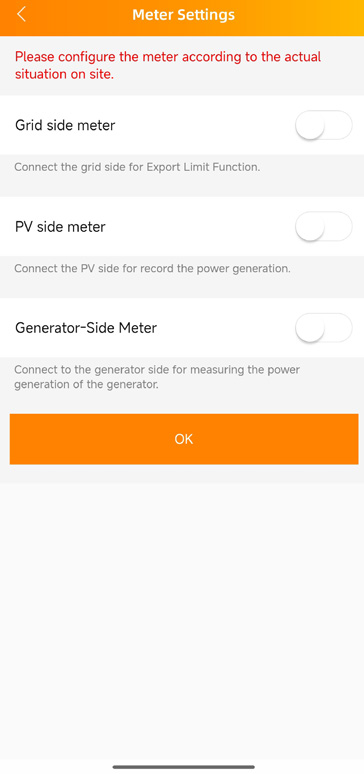 Meter Settings
Please configure the meter according to the actual
situation on site.
Grid side meter
Connect the grid side for Export Limit Function.
PV side meter
Connect the PV side for record the power generation.
Generator-Side Meter
Connect to the generator side for measuring the power
generation of the generator.
OK